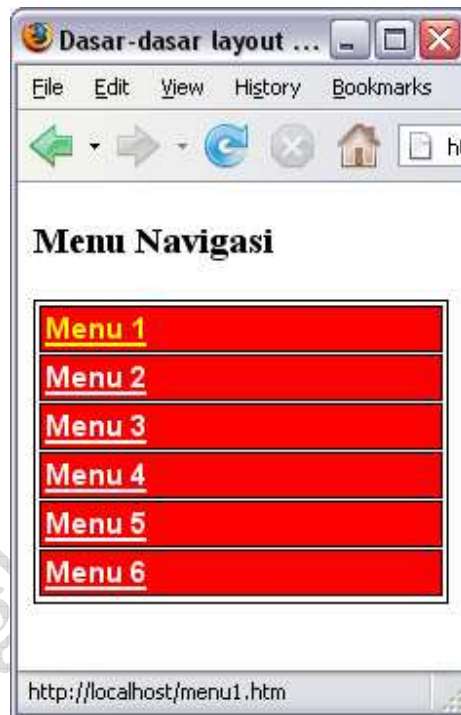 Dasar-dasar layout ...
File Edit View History Bookmarks
Menu Navigasi
Menu 1
Menu 2
Menu 3
Menu 4
Menu 5
Menu 6
http://localhost/menu1.htm